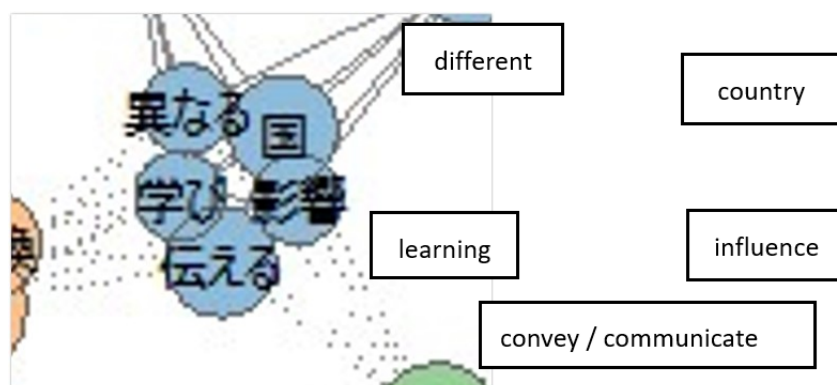 異なる
国
different
country
学び
影響
learning
influence
伝える
convey / communicate